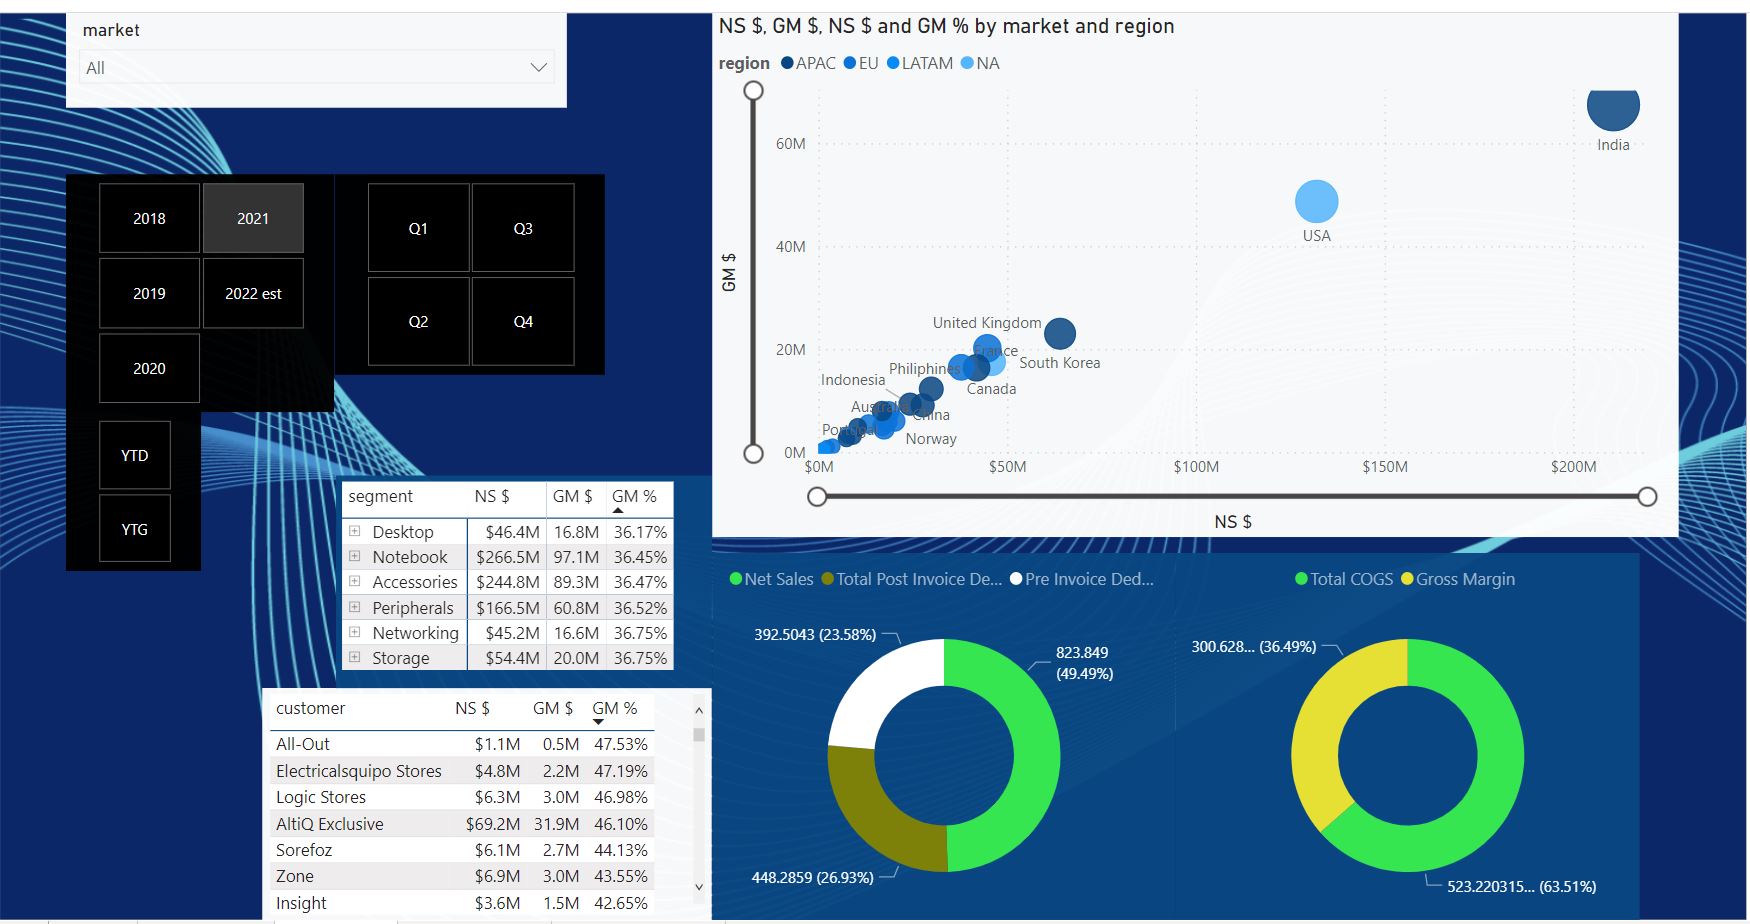 market
All
2018
2021
2019
2022 est
2020
Q1
Q3
Q2
Q4
YTD
YTG
NS $, GM $, NS $ and GM % by market and region
region APAC EU LATAM NA
GM $
60M
40M
20M
0M
$0M $50M $100M $150M $200M
NS $
India
USA
United Kingdom
France
South Korea
Philiphines
Canada
Indonesia
Australia
China
Portugal
Norway
segment NS $ GM $ GM %
Desktop $46.4M 16.8M 36.17%
Notebook $266.5M 97.1M 36.45%
Accessories $244.8M 89.3M 36.47%
Peripherals $166.5M 60.8M 36.52%
Networking $45.2M 16.6M 36.75%
Storage $54.4M 20.0M 36.75%
customer NS $ GM $ GM %
All-Out $1.1M 0.5M 47.53%
Electricalsquipo Stores $4.8M 2.2M 47.19%
Logic Stores $6.3M 3.0M 46.98%
AltiQ Exclusive $69.2M 31.9M 46.10%
Sorefoz $6.1M 2.7M 44.13%
Zone $6.9M 3.0M 43.55%
Insight $3.6M 1.5M 42.65%
Net Sales Total Post Invoice De... Pre Invoice Ded...
392.5043 (23.58%)
823.849
(49.49%)
448.2859 (26.93%)
Total COGS Gross Margin
300.628... (36.49%)
523.220315... (63.51%)